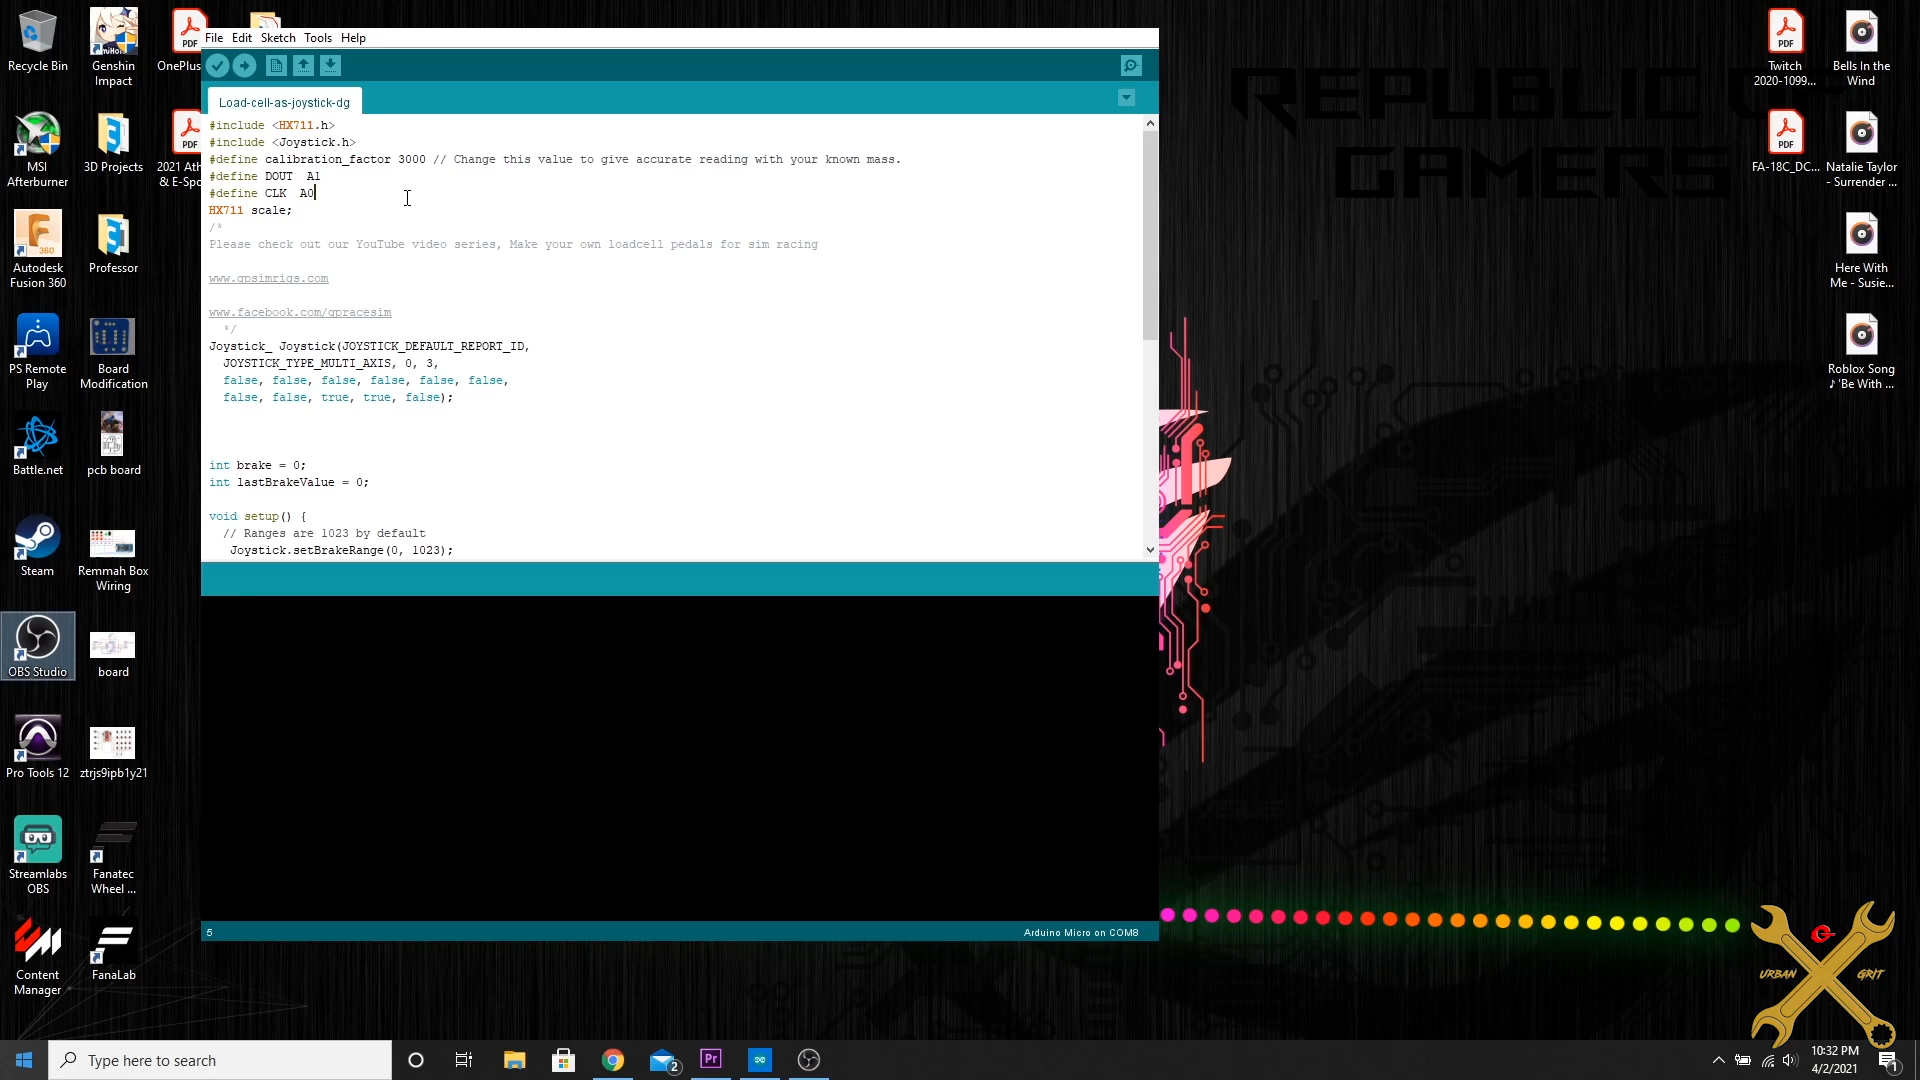 File Edit Sketch Tools Help
Load-cell-as-joystick-dg
#include <HX711.h>
#include <Joystick.h>
#define calibration_factor 3000 // Change this value to give accurate reading with your known mass.
#define DOUT  A1
#define CLK  A0
HX711 scale;
/*
Please check out our YouTube video series, Make your own loadcell pedals for sim racing
www.gpsimrigs.com
www.facebook.com/gpracesim
*/
Joystick_ Joystick(JOYSTICK_DEFAULT_REPORT_ID,
JOYSTICK_TYPE_MULTI_AXIS, 0, 3,
false, false, false, false, false, false,
false, false, true, true, false);
int brake = 0;
int lastBrakeValue = 0;
void setup() {
// Ranges are 1023 by default
Joystick.setBrakeRange(0, 1023);
5
Arduino Micro on COM8
Recycle Bin
Genshin
Impact
OnePlus
MSI
Afterburner
3D Projects
2021 Ath
& E-Spo
Autodesk
Fusion 360
Professor
PS Remote
Play
Board
Modification
Battle.net
pcb board
Steam
Remmah Box
Wiring
OBS Studio
board
Pro Tools 12
ztrjs9ipb1y21
Streamlabs
OBS
Fanatec
Wheel ...
Content
Manager
FanaLab
REPUBLIC OF
GAMERS
PDF
Twitch
2020-1099...
Bells In the
Wind
PDF
FA-18C_DC...
Natalie Taylor
- Surrender ...
Here With
Me - Susie...
Roblox Song
♪ 'Be With ...
URBAN GRIT
Type here to search
2
Pr
10:32 PM
4/2/2021
1